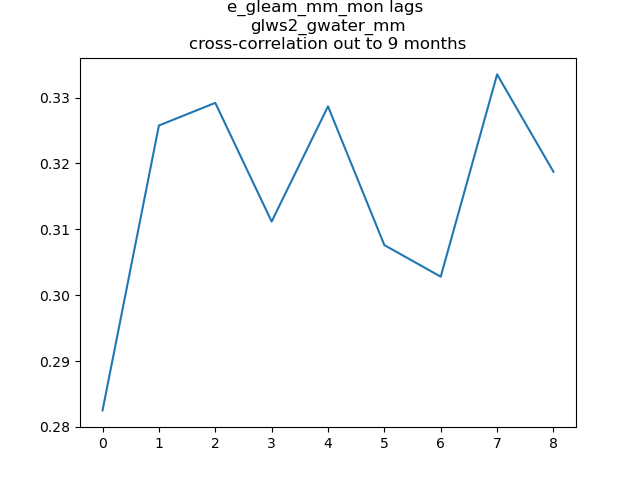 e_gleam_mm_mon lags
glws2_gwater_mm
cross-correlation out to 9 months
0.33
0.32
0.31
0.30
0.29
0.28
0 1 2 3 4 5 6 7 8